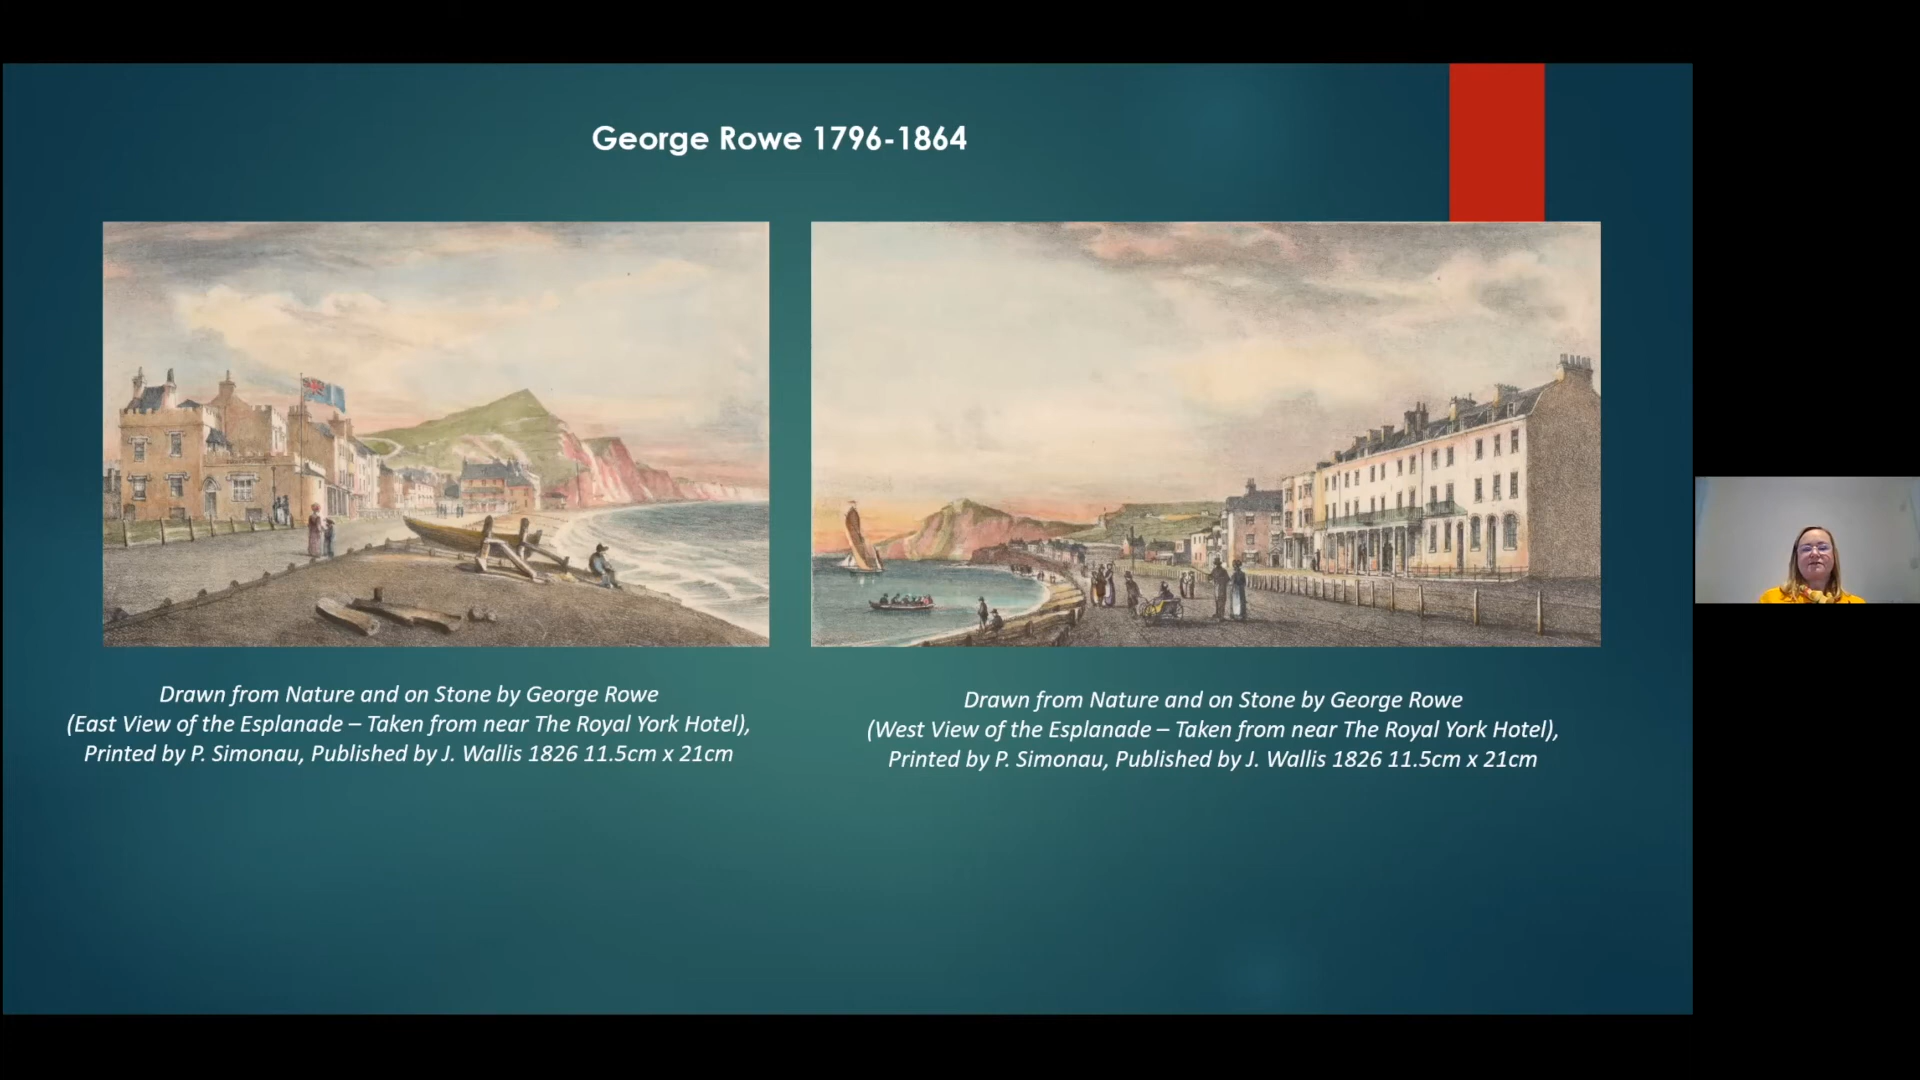 George Rowe 1796-1864
Drawn from Nature and on Stone by George Rowe
(East View of the Esplanade – Taken from near The Royal York Hotel),
Printed by P. Simonau, Published by J. Wallis 1826 11.5cm x 21cm
Drawn from Nature and on Stone by George Rowe
(West View of the Esplanade – Taken from near The Royal York Hotel),
Printed by P. Simonau, Published by J. Wallis 1826 11.5cm x 21cm